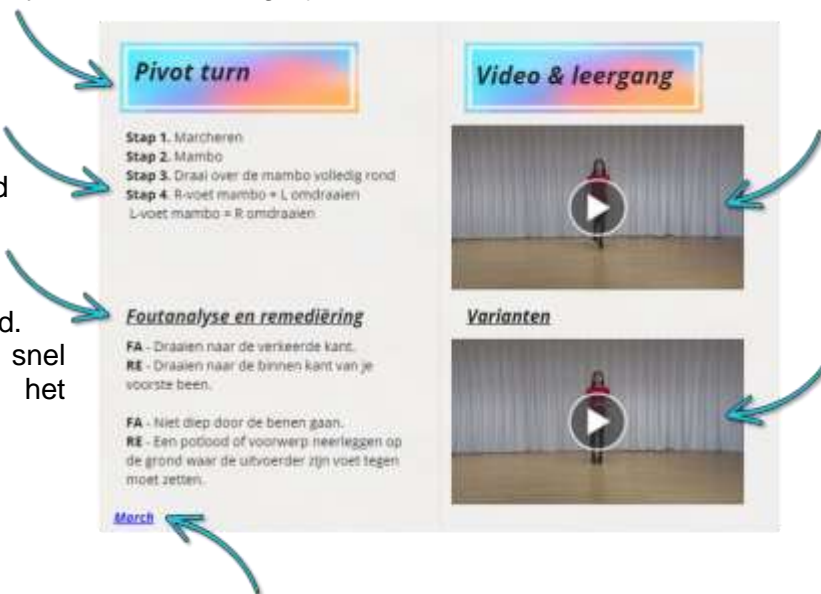 Pivot turn
Stap 1. Marcheren
Stap 2. Mambo
Stap 3. Draai over de mambo volledig rond
Stap 4. R-voet mambo = L omdraaien
L-voet mambo = R omdraaien
Foutanalyse en remediëring
FA - Draaien naar de verkeerde kant.
RE - Draaien naar de binnen kant van je
voorste been.
FA - Niet diep door de benen gaan.
RE - Een potlood of voorwerp neerleggen op
de grond waar de uitvoerder zijn voet tegen
moet zetten.
March
Video & leergang
Varianten
d
d.
snel
het